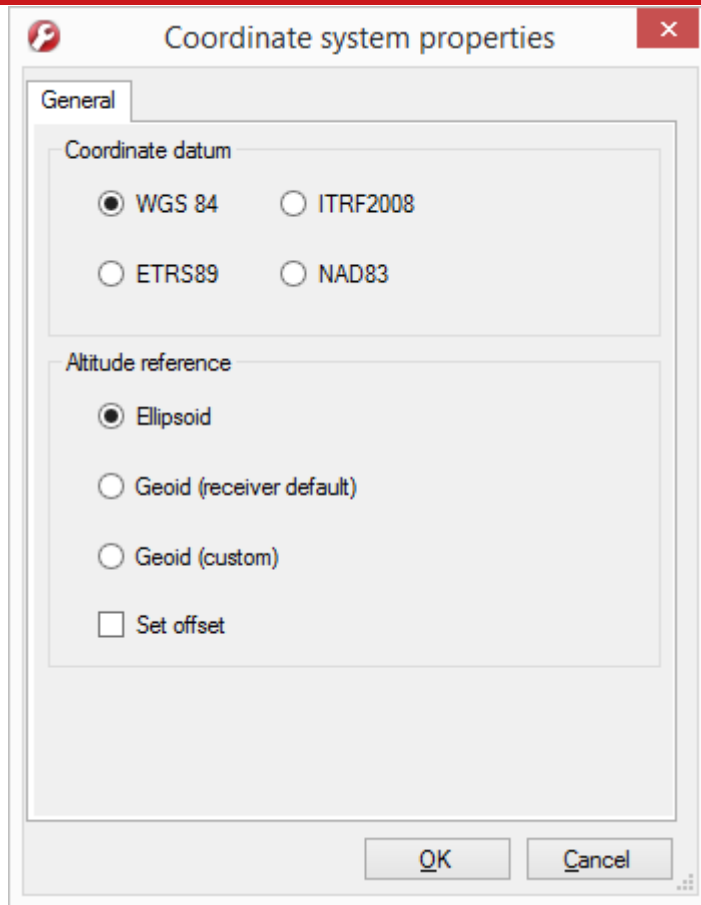 Coordinate system properties
General
Coordinate datum
WGS 84 ITRF2008
ETRS89 NAD83
Altitude reference
Ellipsoid
Geoid (receiver default)
Geoid (custom)
Set offset
OK Cancel